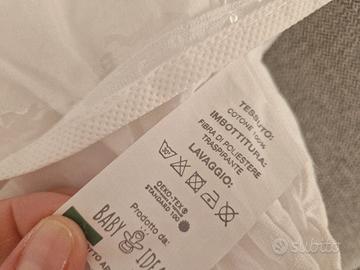 TESSUTO:
COTONE 100%
IMBOTTITURA:
FIBRA DI POLIESTERE
TRASPIRANTE
LAVAGGIO:
OEKO-TEX®
STANDARD 100
Prodotto da:
BABY
IDEA
subito